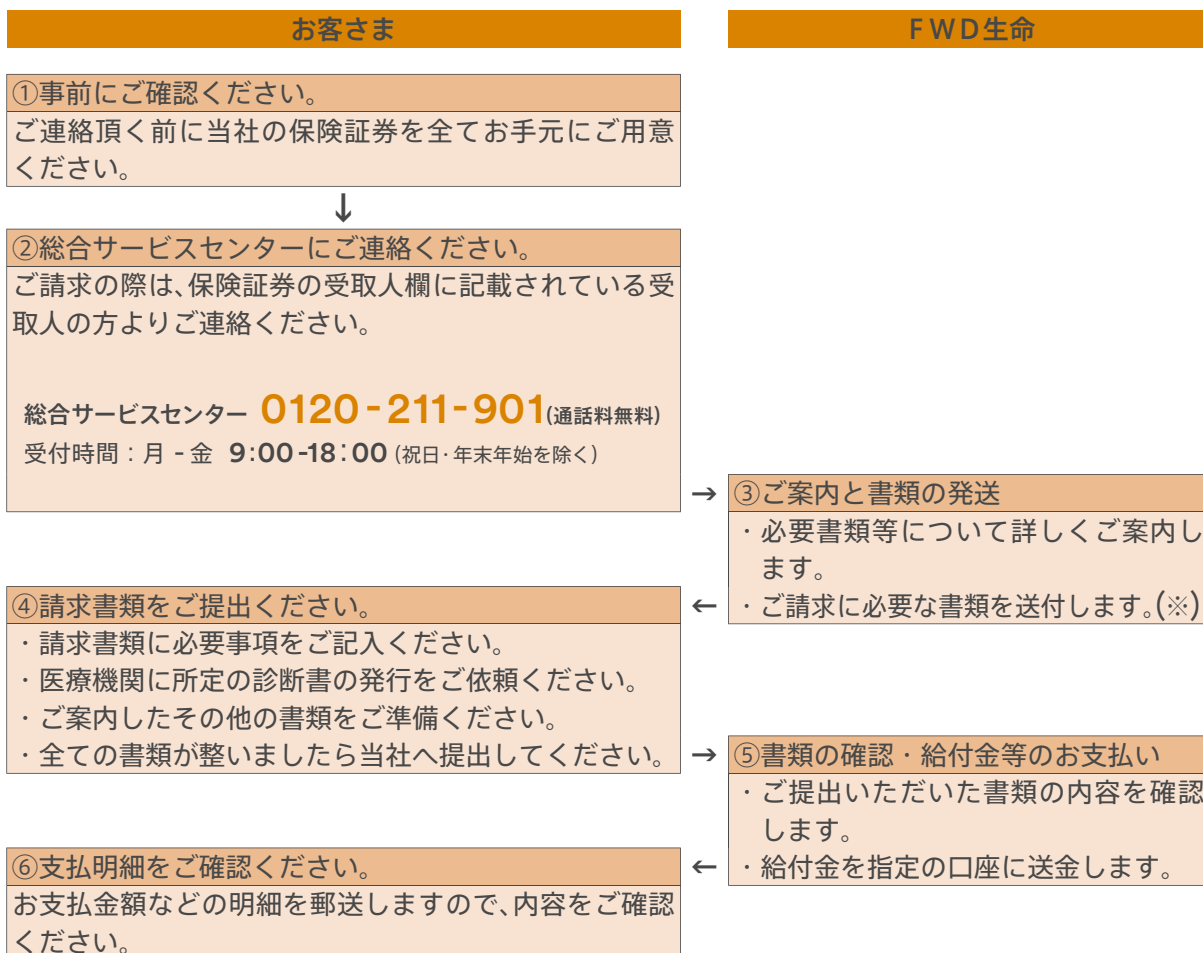 お客さま
FWD生命
①事前にご確認ください。
ご連絡頂く前に当社の保険証券を全てお手元にご用意
ください。
↓
②総合サービスセンターにご連絡ください。
ご請求の際は、保険証券の受取人欄に記載されている受
取人の方よりご連絡ください。
総合サービスセンター 0120-211-901(通話料無料)
受付時間：月-金 9:00-18:00(祝日・年末年始を除く)
→
③ご案内と書類の発送
・必要書類等について詳しくご案内し
ます。
・ご請求に必要な書類を送付します。(※)
←
④請求書類をご提出ください。
・請求書類に必要事項をご記入ください。
・医療機関に所定の診断書の発行をご依頼ください。
・ご案内したその他の書類をご準備ください。
・全ての書類が整いましたら当社へ提出してください。
→
⑤書類の確認・給付金等のお支払い
・ご提出いただいた書類の内容を確認
します。
・給付金を指定の口座に送金します。
←
⑥支払明細をご確認ください。
お支払金額などの明細を郵送しますので、内容をご確認
ください。